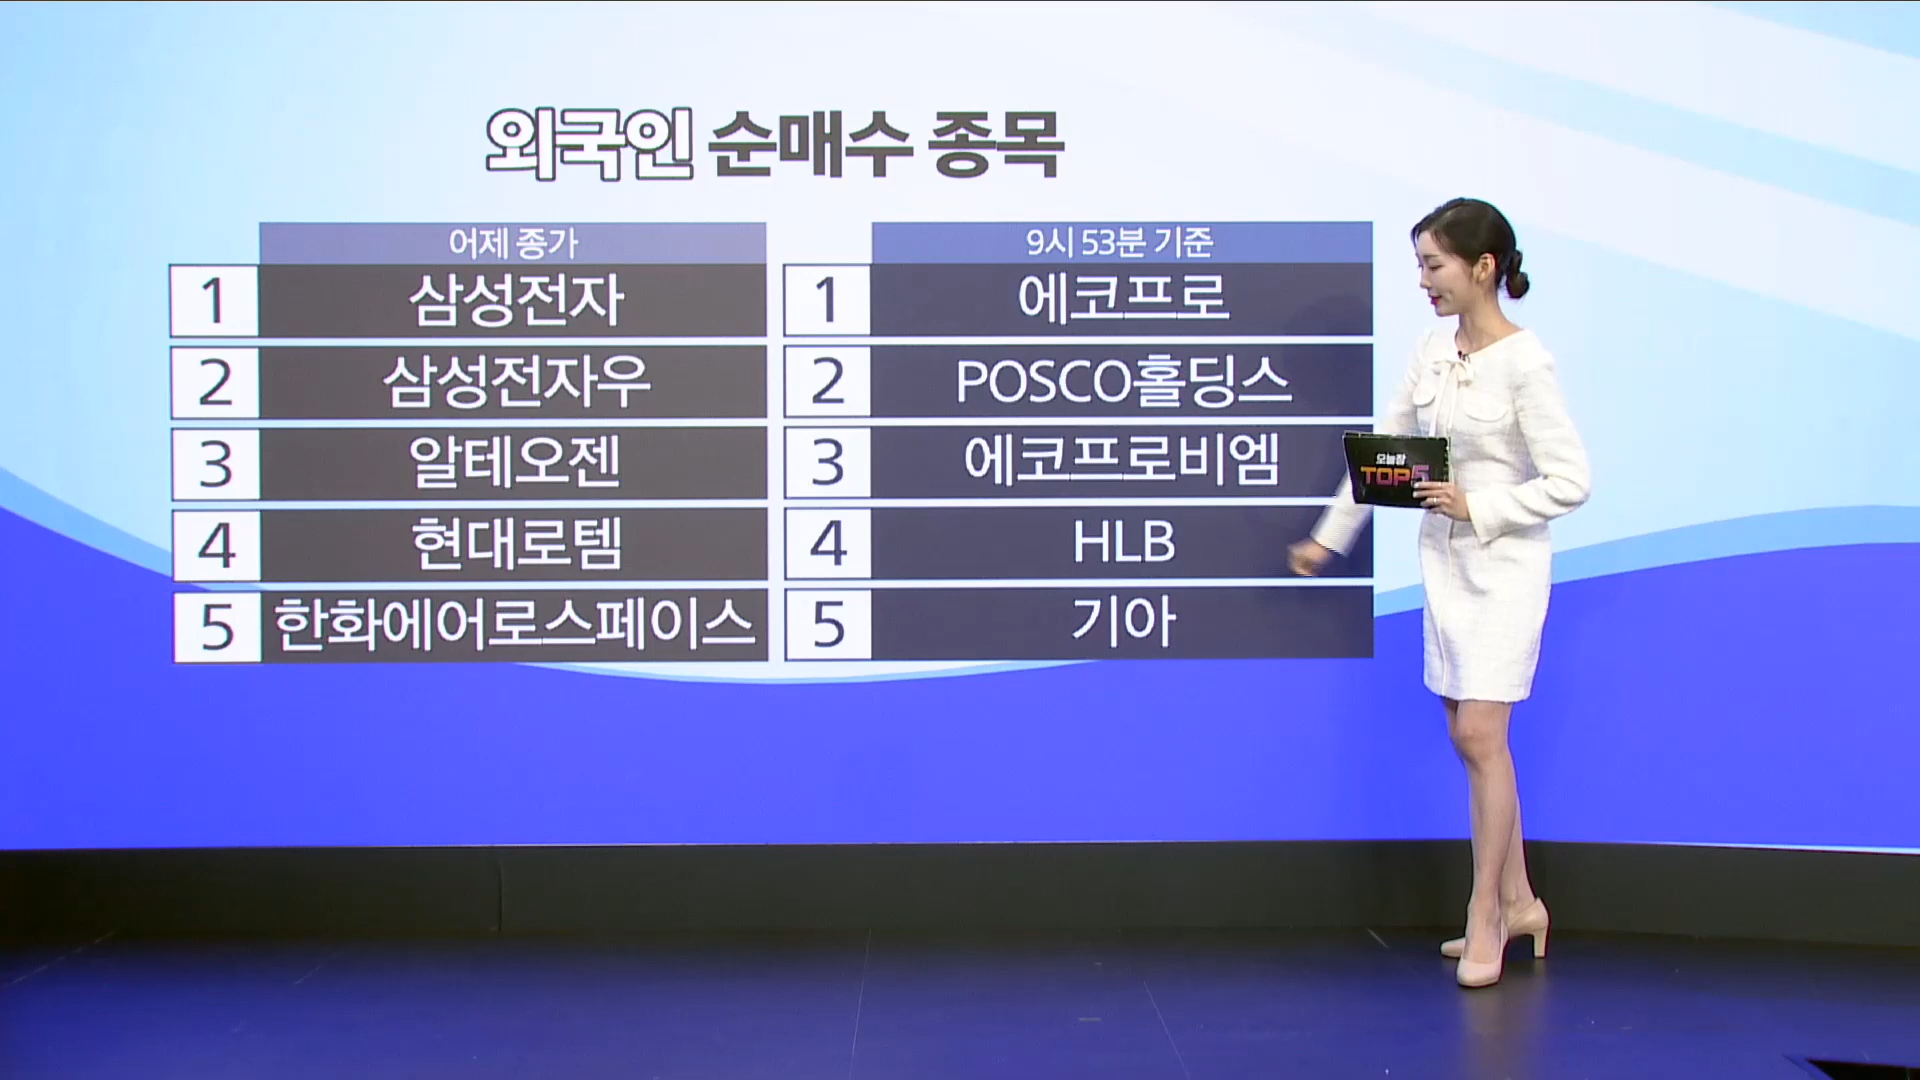 외국인 순매수 종목
어제 종가
1 삼성전자
2 삼성전자우
3 알테오젠
4 현대로템
5 한화에어로스페이스
9시 53분 기준
1 에코프로
2 POSCO홀딩스
3 에코프로비엠
4 HLB
5 기아
오늘장
TOP5